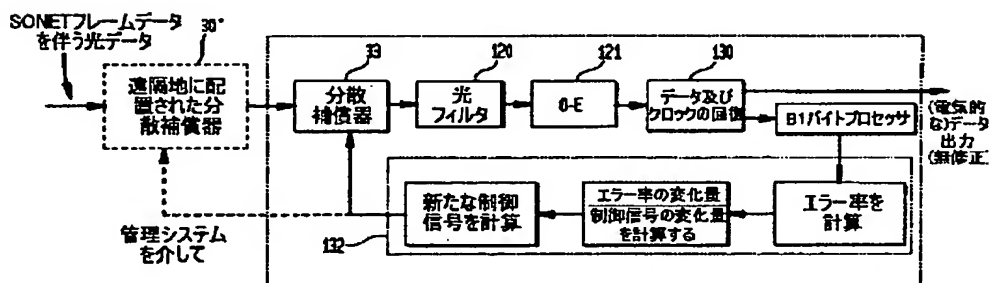 SONETフレームデータ
を伴う光データ
30"
遠隔地に配
置された分
散補償器
33
分散
補償器
120
光
フィルタ
121
O-E
130
データ及び
クロックの回復
B1バイトプロセッサ
(電気的
な)データ
出力
(無修正)
新たな制御
信号を計算
エラー率の変化量
制御信号の変化量
を計算する
エラー率を
計算
132
管理システム
を介して